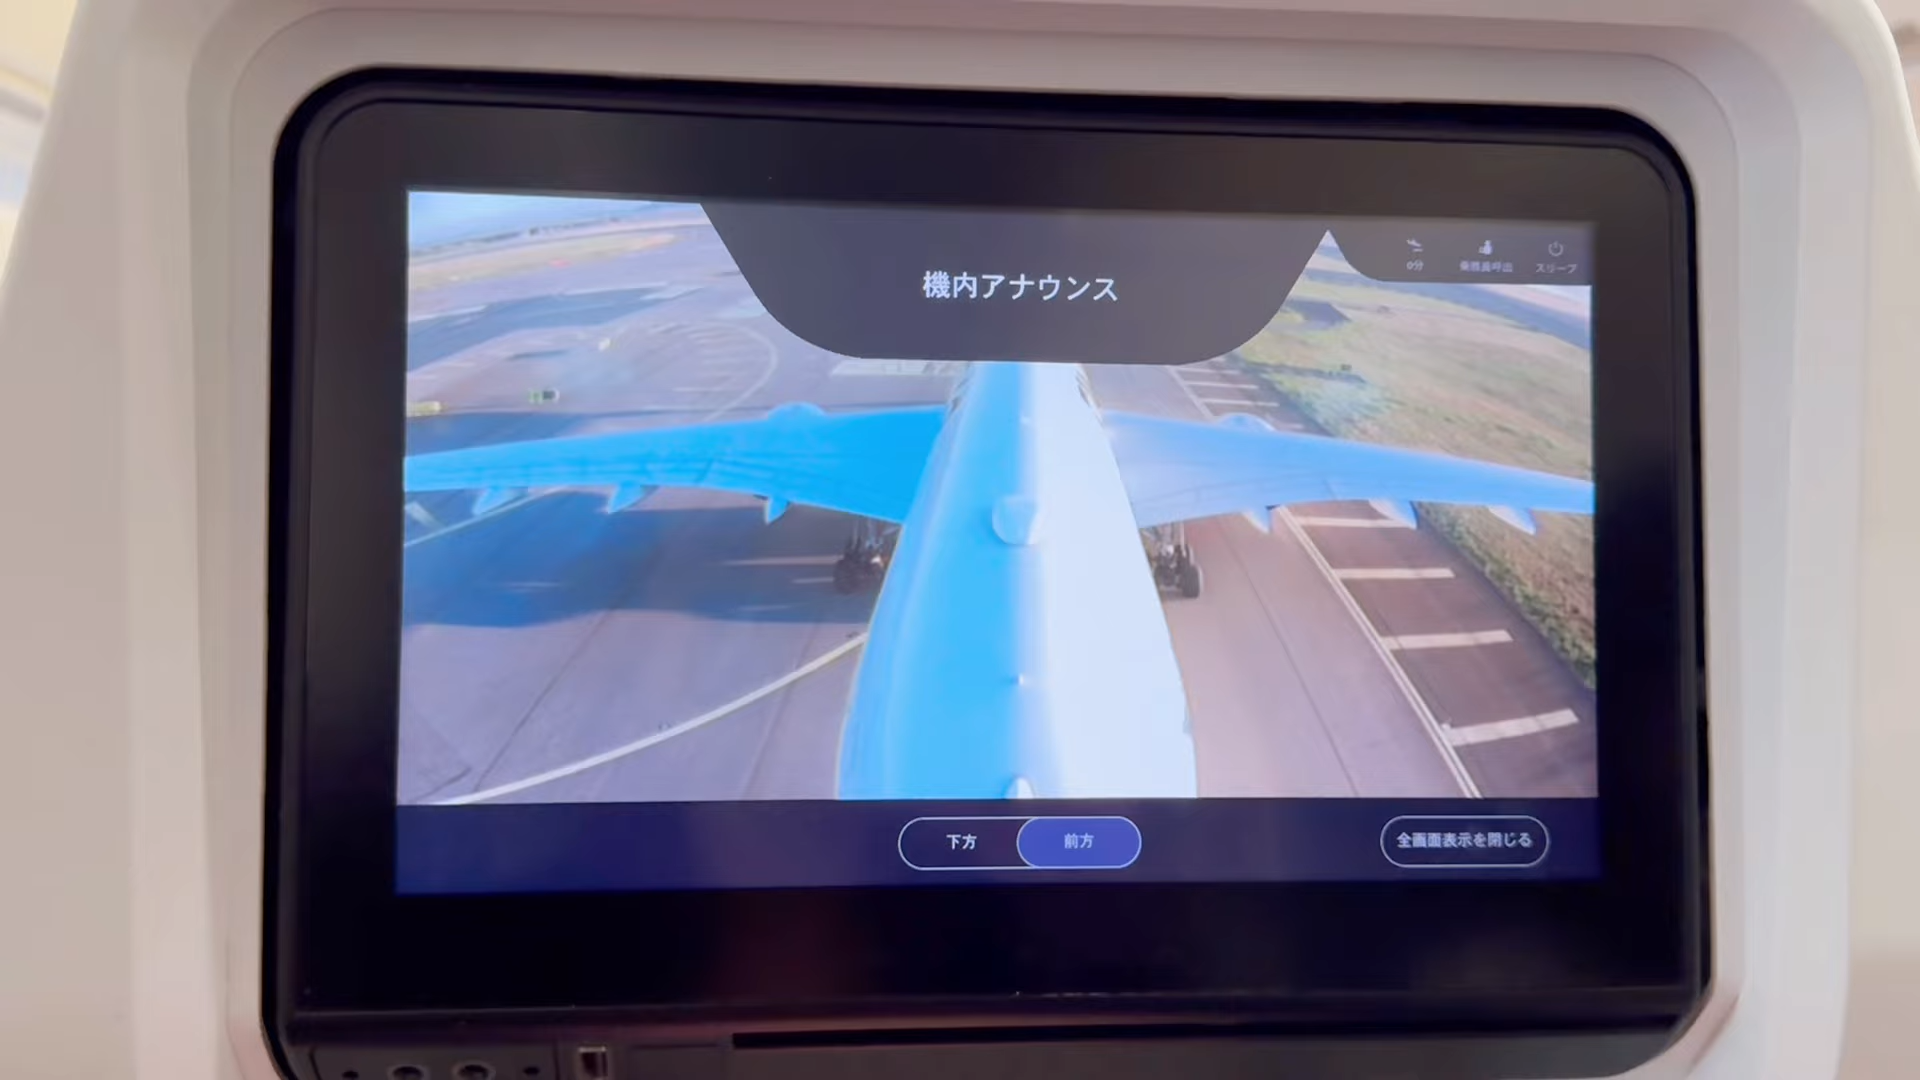 機内アナウンス
0分
乗務員呼出
スリープ
下方
前方
全画面表示を閉じる